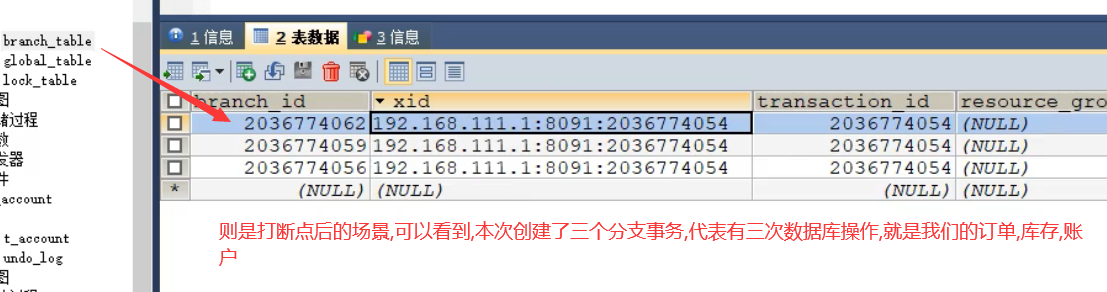 branch_table
global_table
lock_table
图
储过程
数
发器
件
_account
t_account
undo_log
图
1 信息
2 表数据
3 信息
branch_id xid transaction_id resource_gro
2036774062 192.168.111.1:8091:2036774054 2036774054 (NULL)
2036774059 192.168.111.1:8091:2036774054 2036774054 (NULL)
2036774056 192.168.111.1:8091:2036774054 2036774054 (NULL)
* (NULL) (NULL) (NULL) (NULL)
则是打断点后的场景,可以看到,本次创建了三个分支事务,代表有三次数据库操作,就是我们的订单,库存,账
户